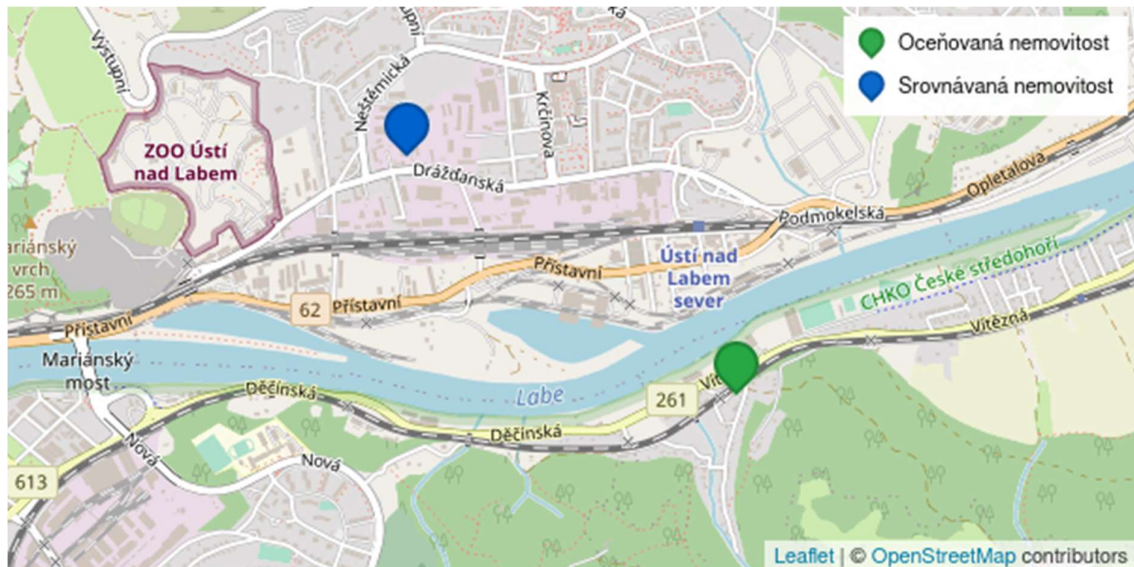 Oceňovaná nemovitost
Srovnávaná nemovitost
Výstupní
Neštěmická
Krčínova
ZOO Ústí
nad Labem
Drážďanská
Opletalova
Podmokelská
Mariánský
vrch
265 m
Přístavní
Ústí nad
Labem
sever
CHKO České středohoří
62
Přístavní
Přístavní
Vítězná
Mariánský
most
Labe
Děčínská
261
Děčínská
Nová
Nová
613
Leaflet | © OpenStreetMap contributors